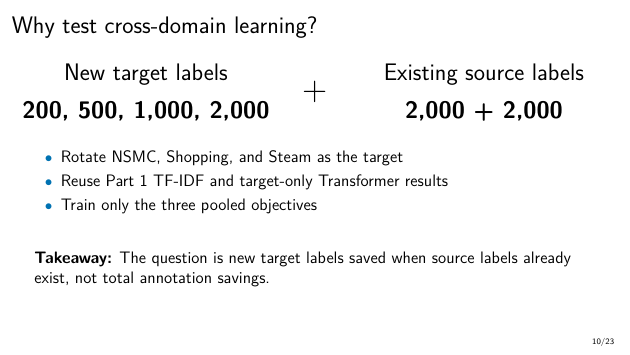 Why test cross-domain learning?
New target labels
200, 500, 1,000, 2,000
+
Existing source labels
2,000 + 2,000
• Rotate NSMC, Shopping, and Steam as the target
• Reuse Part 1 TF-IDF and target-only Transformer results
• Train only the three pooled objectives
Takeaway: The question is new target labels saved when source labels already
exist, not total annotation savings.
10/23